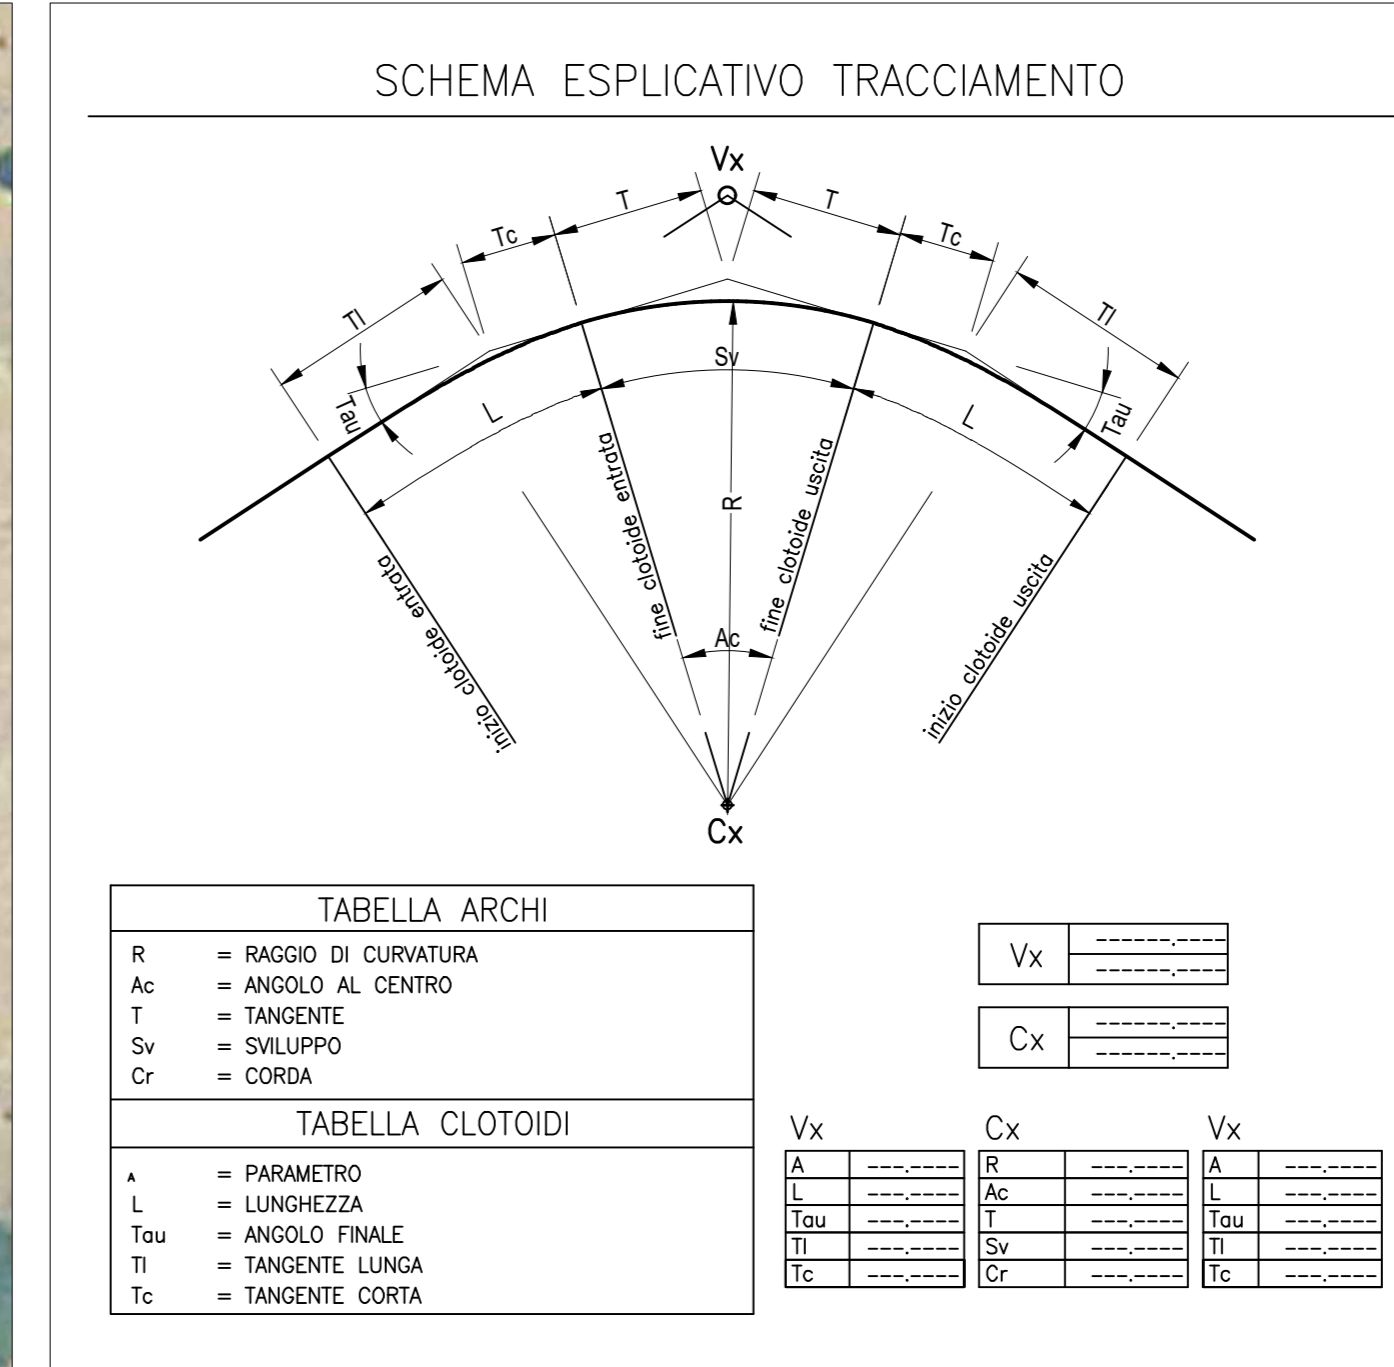 SCHEMA ESPLICATIVO TRACCIAMENTO
Vx
T
T
Tc
Tc
Tl
Tl
Sv
Tau
Tau
L
L
R
fine clotoide entrata
fine clotoide uscita
inizio clotoide entrata
inizio clotoide uscita
Ac
Cx
TABELLA ARCHI
R = RAGGIO DI CURVATURA
Ac = ANGOLO AL CENTRO
T = TANGENTE
Sv = SVILUPPO
Cr = CORDA
TABELLA CLOTOIDI
A = PARAMETRO
L = LUNGHEZZA
Tau = ANGOLO FINALE
Tl = TANGENTE LUNGA
Tc = TANGENTE CORTA
Vx ------.----
------.----
Cx ------.----
------.----
Vx Cx Vx
A ---.---- R ---.---- A ---.----
L ---.---- Ac ---.---- L ---.----
Tau ---.---- T ---.---- Tau ---.----
Tl ---.---- Sv ---.---- Tl ---.----
Tc ---.---- Cr ---.---- Tc ---.----